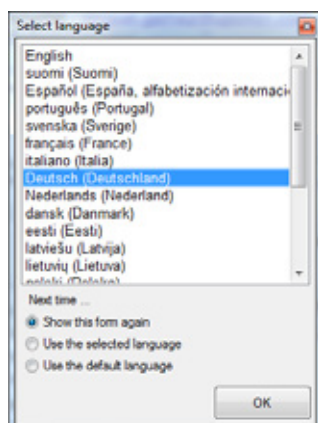 Select language
English
suomi (Suomi)
Español (España, alfabetización internaci
português (Portugal)
svenska (Sverige)
français (France)
italiano (Italia)
Deutsch (Deutschland)
Nederlands (Nederland)
dansk (Danmark)
eesti (Eesti)
latviešu (Latvija)
lietuvių (Lietuva)
polski (Polska)
Next time ...
Show this form again
Use the selected language
Use the default language
OK